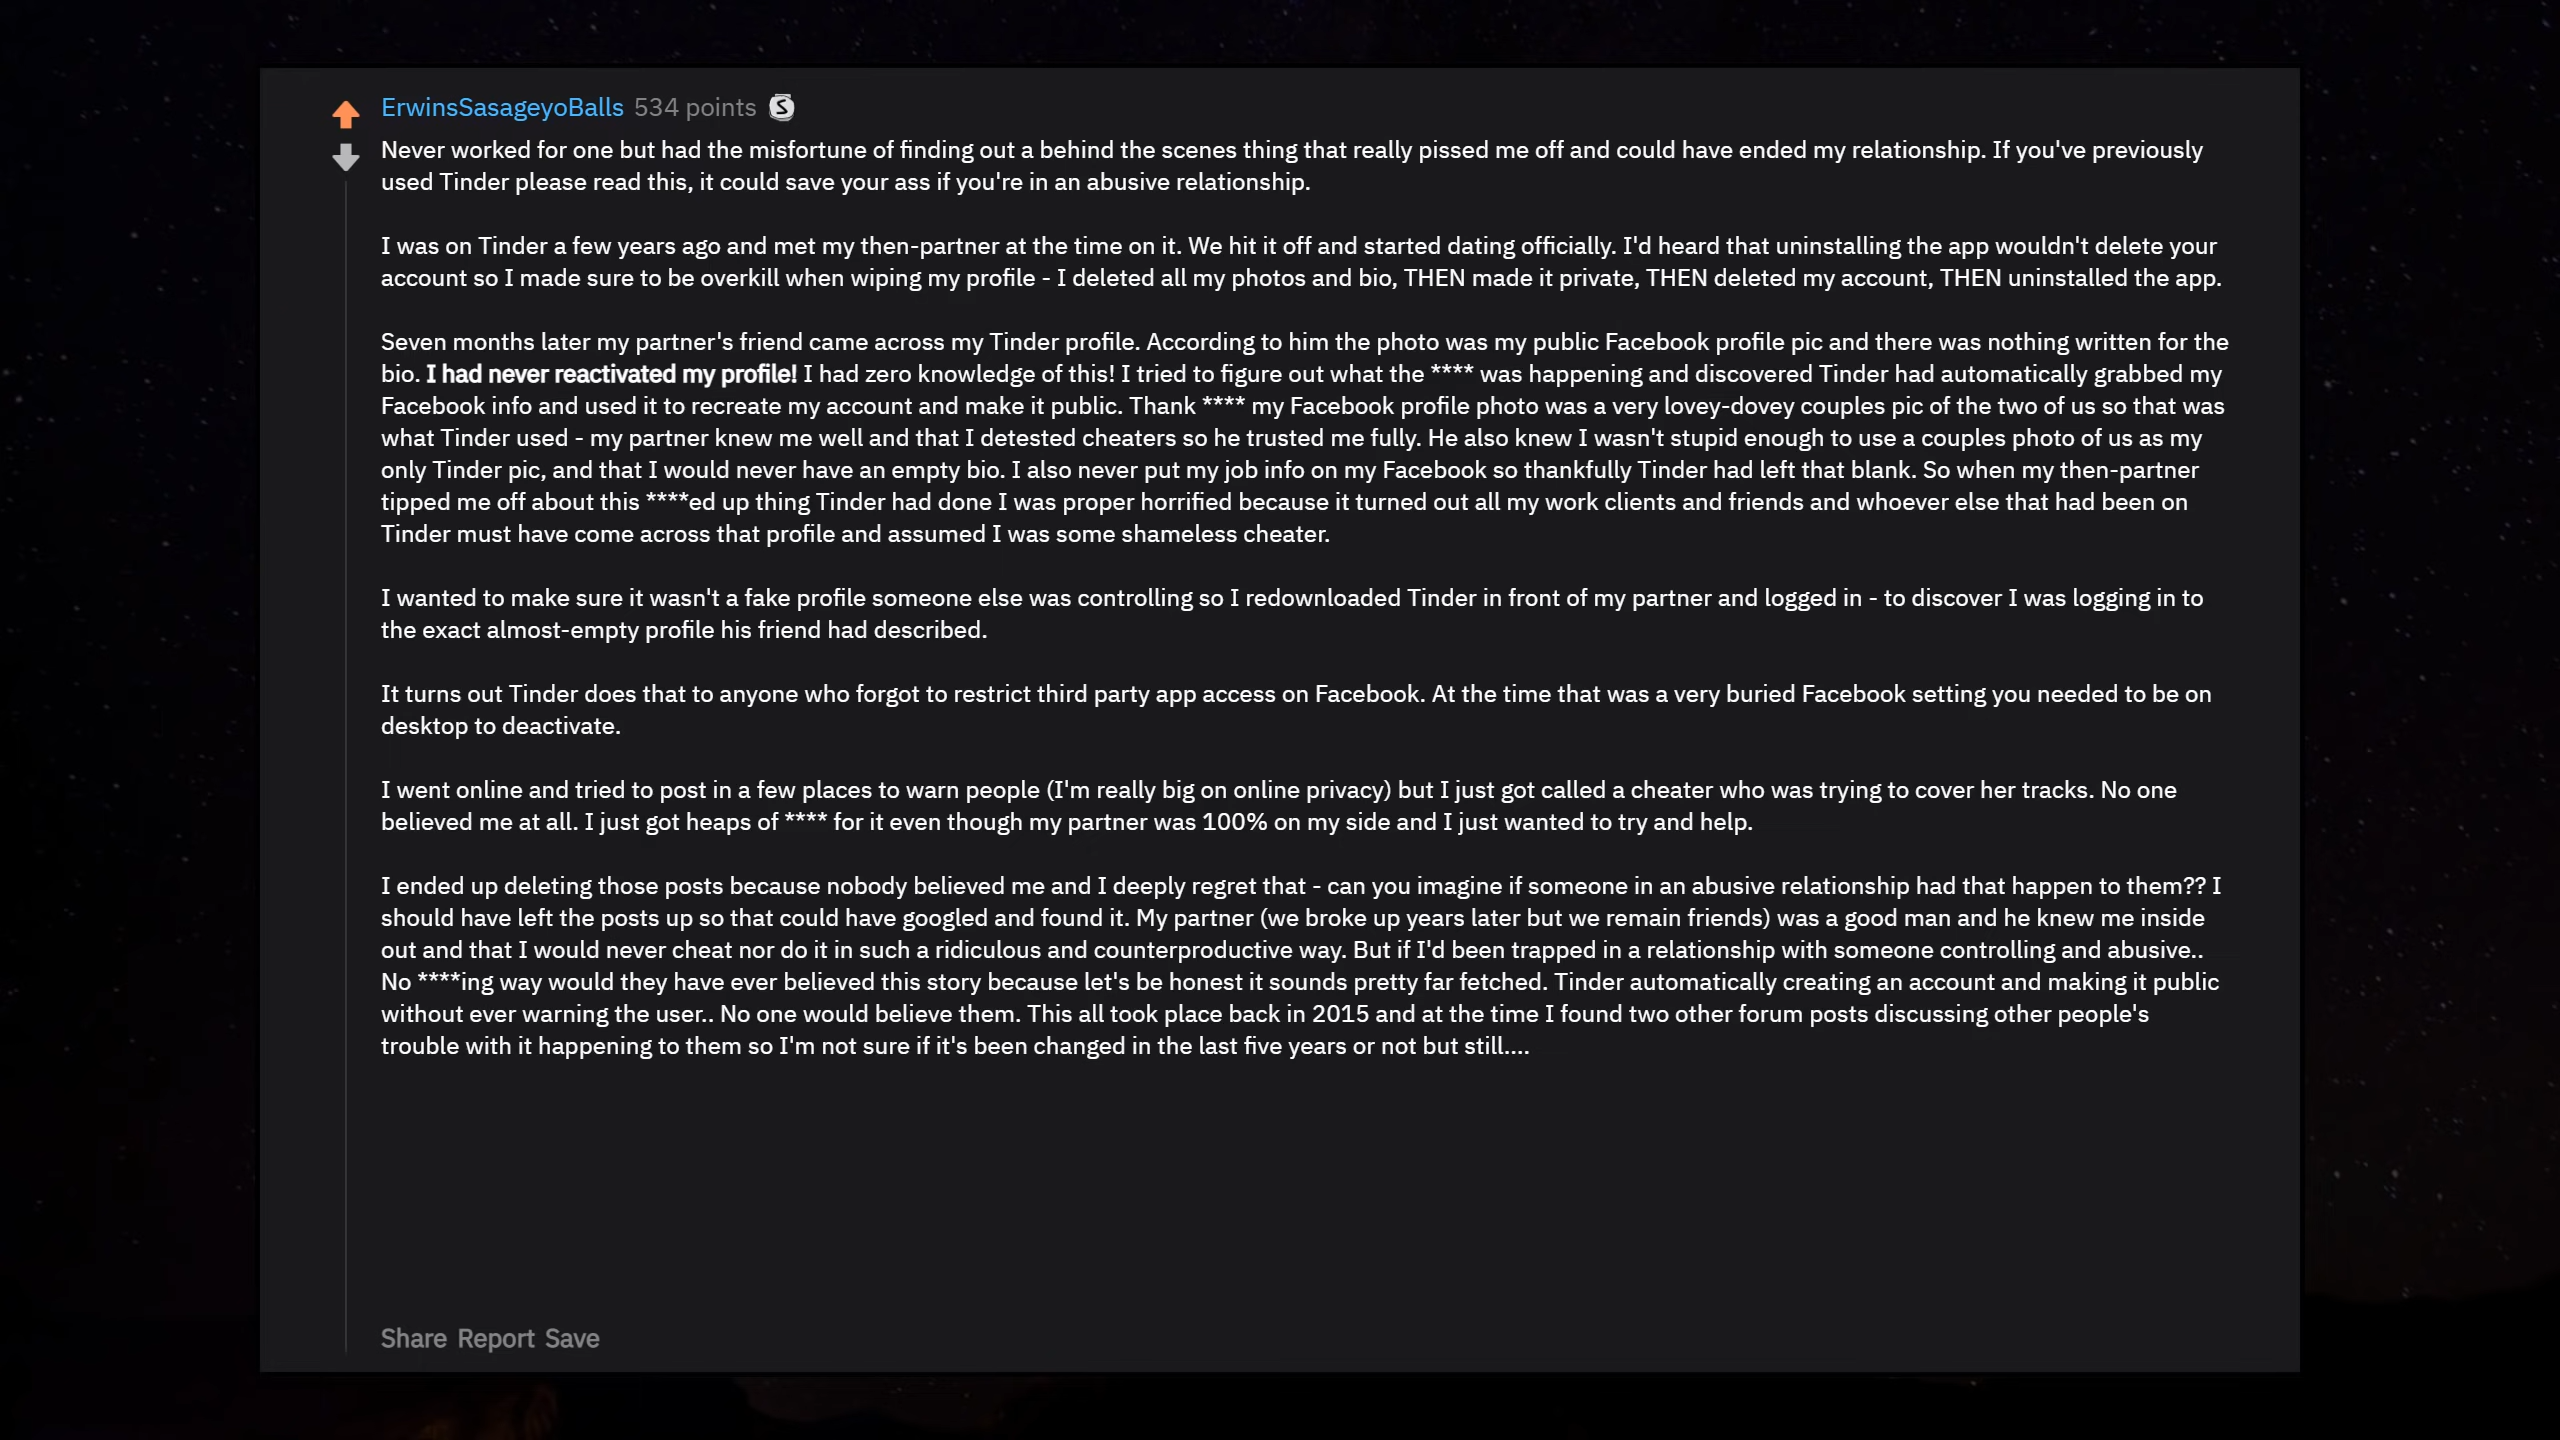 ErwinsSasageyoBalls 534 points S
Never worked for one but had the misfortune of finding out a behind the scenes thing that really pissed me off and could have ended my relationship. If you've previously
used Tinder please read this, it could save your ass if you're in an abusive relationship.
I was on Tinder a few years ago and met my then-partner at the time on it. We hit it off and started dating officially. I'd heard that uninstalling the app wouldn't delete your
account so I made sure to be overkill when wiping my profile - I deleted all my photos and bio, THEN made it private, THEN deleted my account, THEN uninstalled the app.
Seven months later my partner's friend came across my Tinder profile. According to him the photo was my public Facebook profile pic and there was nothing written for the
bio. I had never reactivated my profile! I had zero knowledge of this! I tried to figure out what the **** was happening and discovered Tinder had automatically grabbed my
Facebook info and used it to recreate my account and make it public. Thank **** my Facebook profile photo was a very lovey-dovey couples pic of the two of us so that was
what Tinder used - my partner knew me well and that I detested cheaters so he trusted me fully. He also knew I wasn't stupid enough to use a couples photo of us as my
only Tinder pic, and that I would never have an empty bio. I also never put my job info on my Facebook so thankfully Tinder had left that blank. So when my then-partner
tipped me off about this ****ed up thing Tinder had done I was proper horrified because it turned out all my work clients and friends and whoever else that had been on
Tinder must have come across that profile and assumed I was some shameless cheater.
I wanted to make sure it wasn't a fake profile someone else was controlling so I redownloaded Tinder in front of my partner and logged in - to discover I was logging in to
the exact almost-empty profile his friend had described.
It turns out Tinder does that to anyone who forgot to restrict third party app access on Facebook. At the time that was a very buried Facebook setting you needed to be on
desktop to deactivate.
I went online and tried to post in a few places to warn people (I'm really big on online privacy) but I just got called a cheater who was trying to cover her tracks. No one
believed me at all. I just got heaps of **** for it even though my partner was 100% on my side and I just wanted to try and help.
I ended up deleting those posts because nobody believed me and I deeply regret that - can you imagine if someone in an abusive relationship had that happen to them?? I
should have left the posts up so that could have googled and found it. My partner (we broke up years later but we remain friends) was a good man and he knew me inside
out and that I would never cheat nor do it in such a ridiculous and counterproductive way. But if I'd been trapped in a relationship with someone controlling and abusive..
No ****ing way would they have ever believed this story because let's be honest it sounds pretty far fetched. Tinder automatically creating an account and making it public
without ever warning the user.. No one would believe them. This all took place back in 2015 and at the time I found two other forum posts discussing other people's
trouble with it happening to them so I'm not sure if it's been changed in the last five years or not but still....
Share Report Save